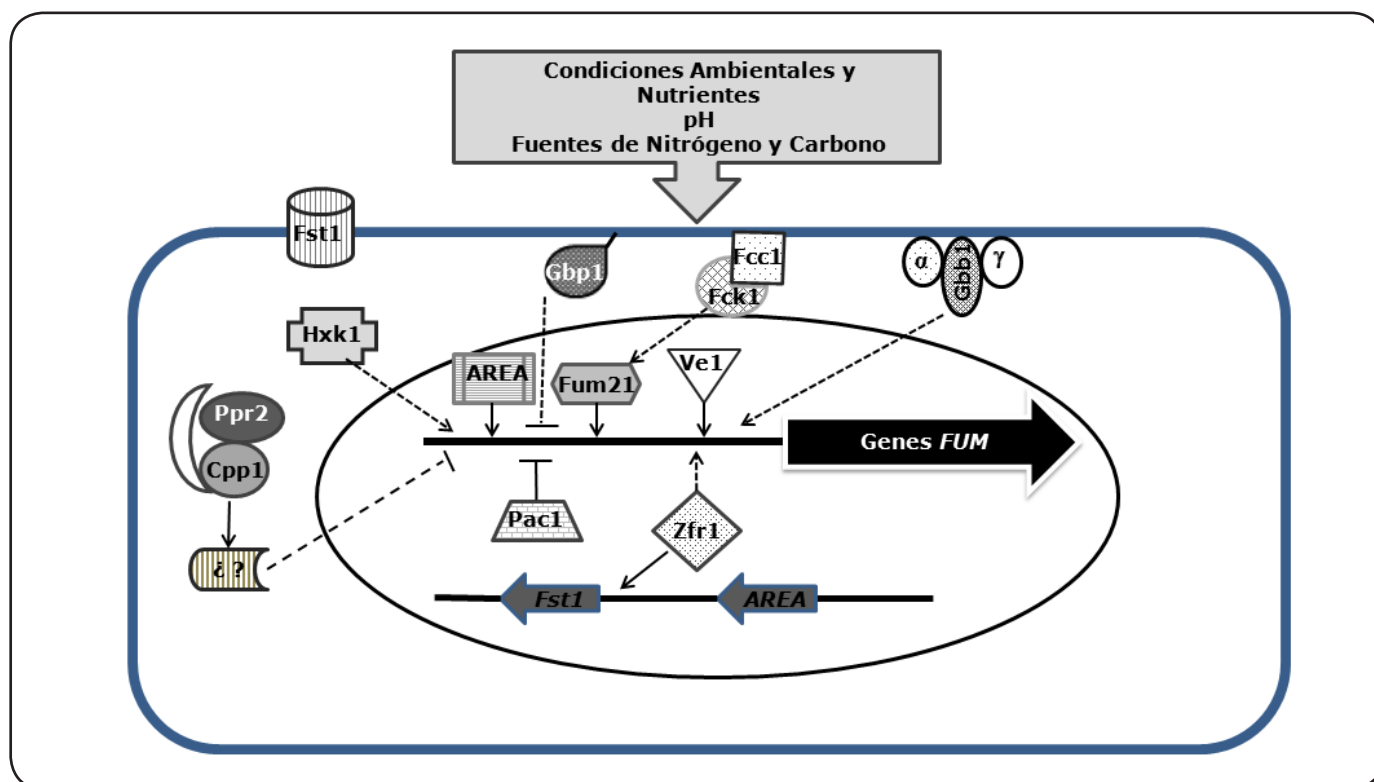 Condiciones Ambientales y
Nutrientes
pH
Fuentes de Nitrógeno y Carbono
Fst1
Gbp1
Fcc1
Fck1
α
Gbb1
γ
Hxk1
AREA
Fum21
Ve1
Ppr2
Cpp1
Genes FUM
Pac1
Zfr1
¿ ?
Fst1
AREA